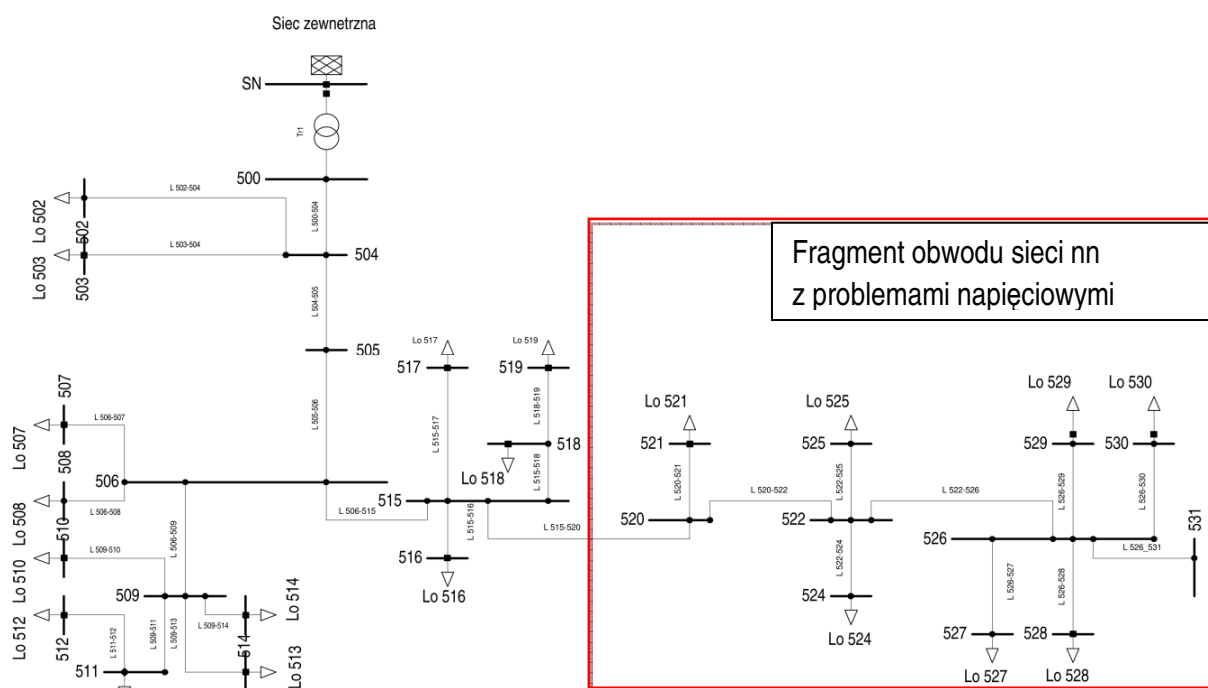 Siec zewnetrzna
SN
Tr1
500
L 502-504
L 500-504
Lo 502
502
L 503-504
504
Lo 503
503
L 504-505
505
Fragment obwodu sieci nn
z problemami napięciowymi
Lo 517
Lo 519
517
519
507
L 506-507
Lo 507
L 505-506
L 515-517
L 518-519
518
Lo 518
508
506
L 506-508
Lo 508
L 506-509
L 506-515
515
L 515-516
L 515-518
L 515-520
510
L 509-510
Lo 510
516
Lo 516
509
L 509-514
514
Lo 514
512
Lo 512
L 511-512
L 509-511
L 509-513
511
Lo 513
Lo 521
521
L 520-521
520
L 520-522
Lo 525
525
L 522-525
522
L 522-526
L 522-524
524
Lo 524
Lo 529
Lo 530
529
530
L 526-529
L 526-530
526
531
L 526_531
L 526-527
L 526-528
527
528
Lo 527
Lo 528